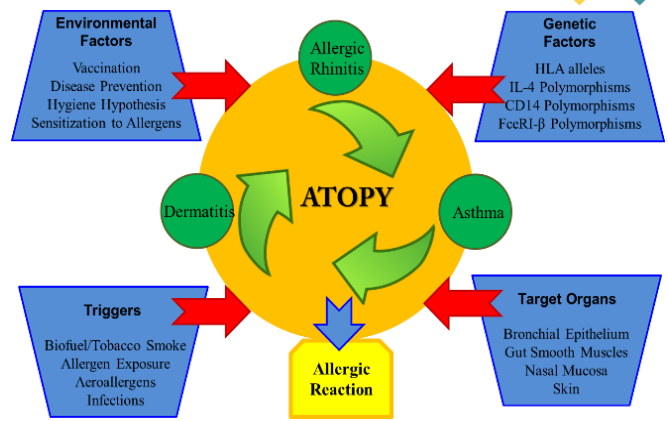 Environmental
Factors
Vaccination
Disease Prevention
Hygiene Hypothesis
Sensitization to Allergens
Allergic
Rhinitis
Genetic
Factors
HLA alleles
IL-4 Polymorphisms
CD14 Polymorphisms
FceRI-β Polymorphisms
Dermatitis
ATOPY
Asthma
Triggers
Biofuel/Tobacco Smoke
Allergen Exposure
Aeroallergens
Infections
Allergic
Reaction
Target Organs
Bronchial Epithelium
Gut Smooth Muscles
Nasal Mucosa
Skin